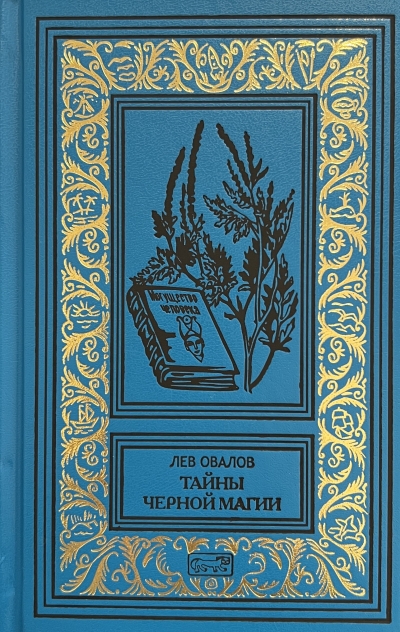 Могущество
человека
ЛЕВ ОВАЛОВ
ТАЙНЫ
ЧЕРНОЙ МАГИИ